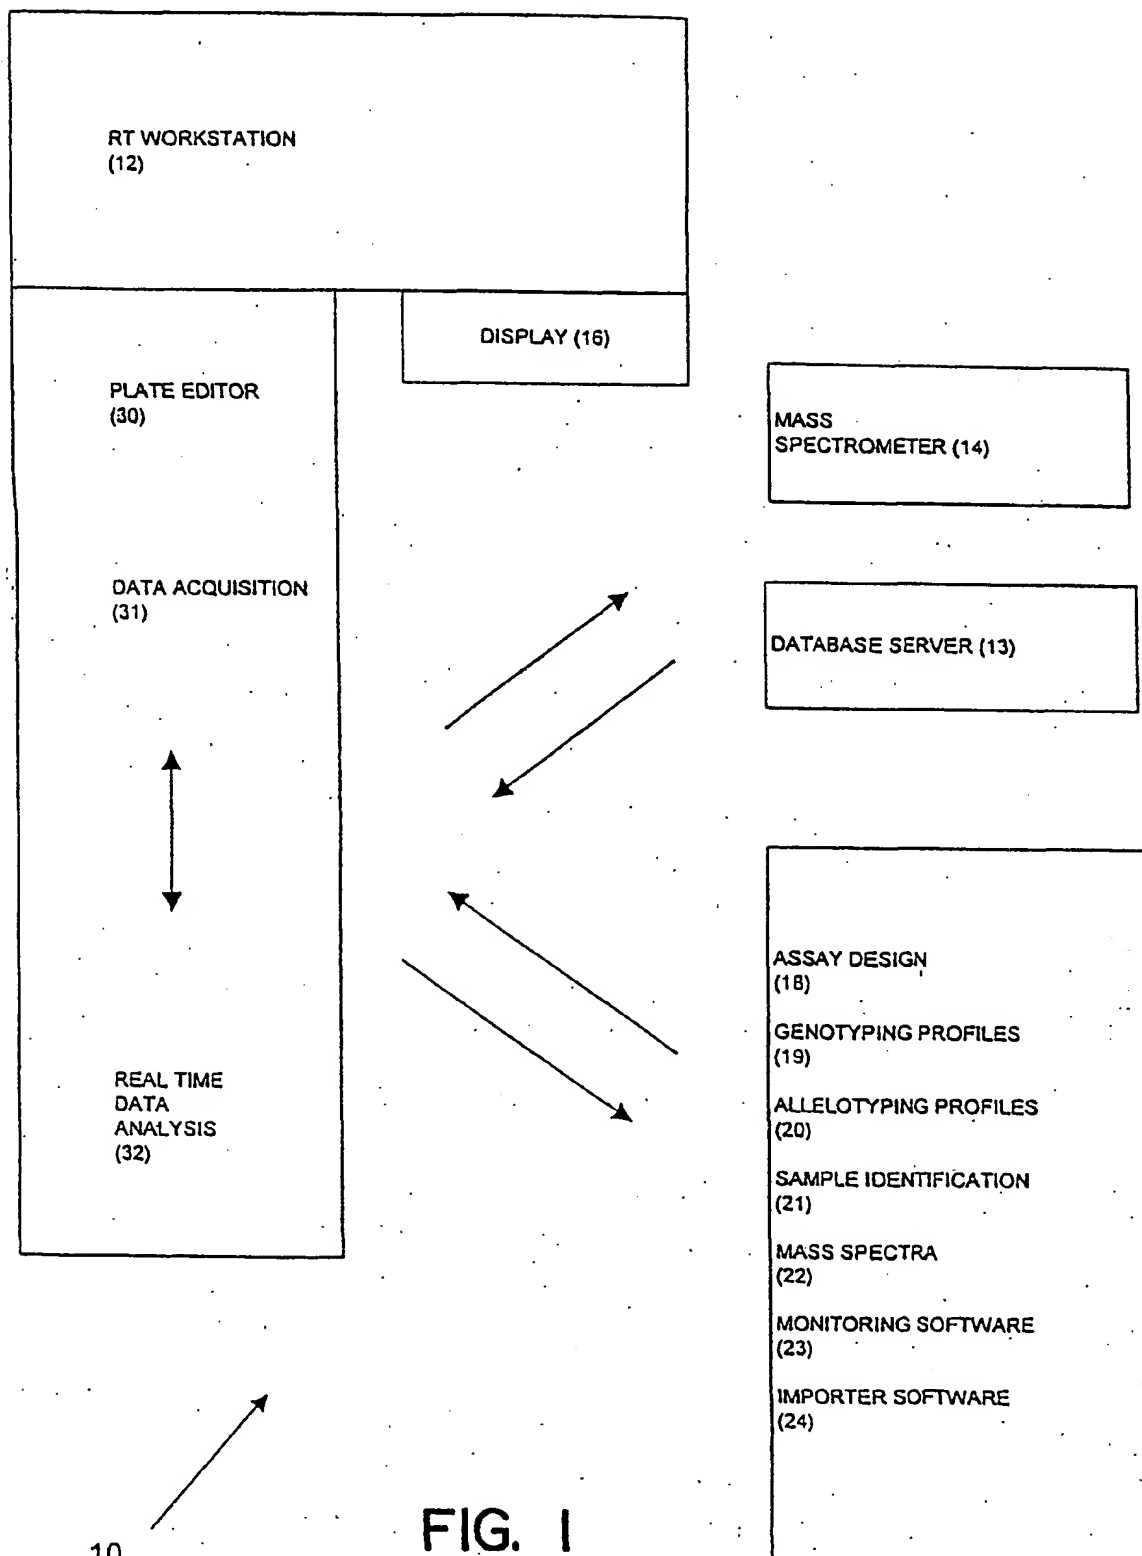 RT WORKSTATION
(12)
DISPLAY (16)
PLATE EDITOR
(30)
MASS
SPECTROMETER (14)
DATA ACQUISITION
(31)
DATABASE SERVER (13)
ASSAY DESIGN
(18)
GENOTYPING PROFILES
(19)
REAL TIME
DATA
ANALYSIS
(32)
ALLELOTYPING PROFILES
(20)
SAMPLE IDENTIFICATION
(21)
MASS SPECTRA
(22)
MONITORING SOFTWARE
(23)
IMPORTER SOFTWARE
(24)
10
FIG. 1